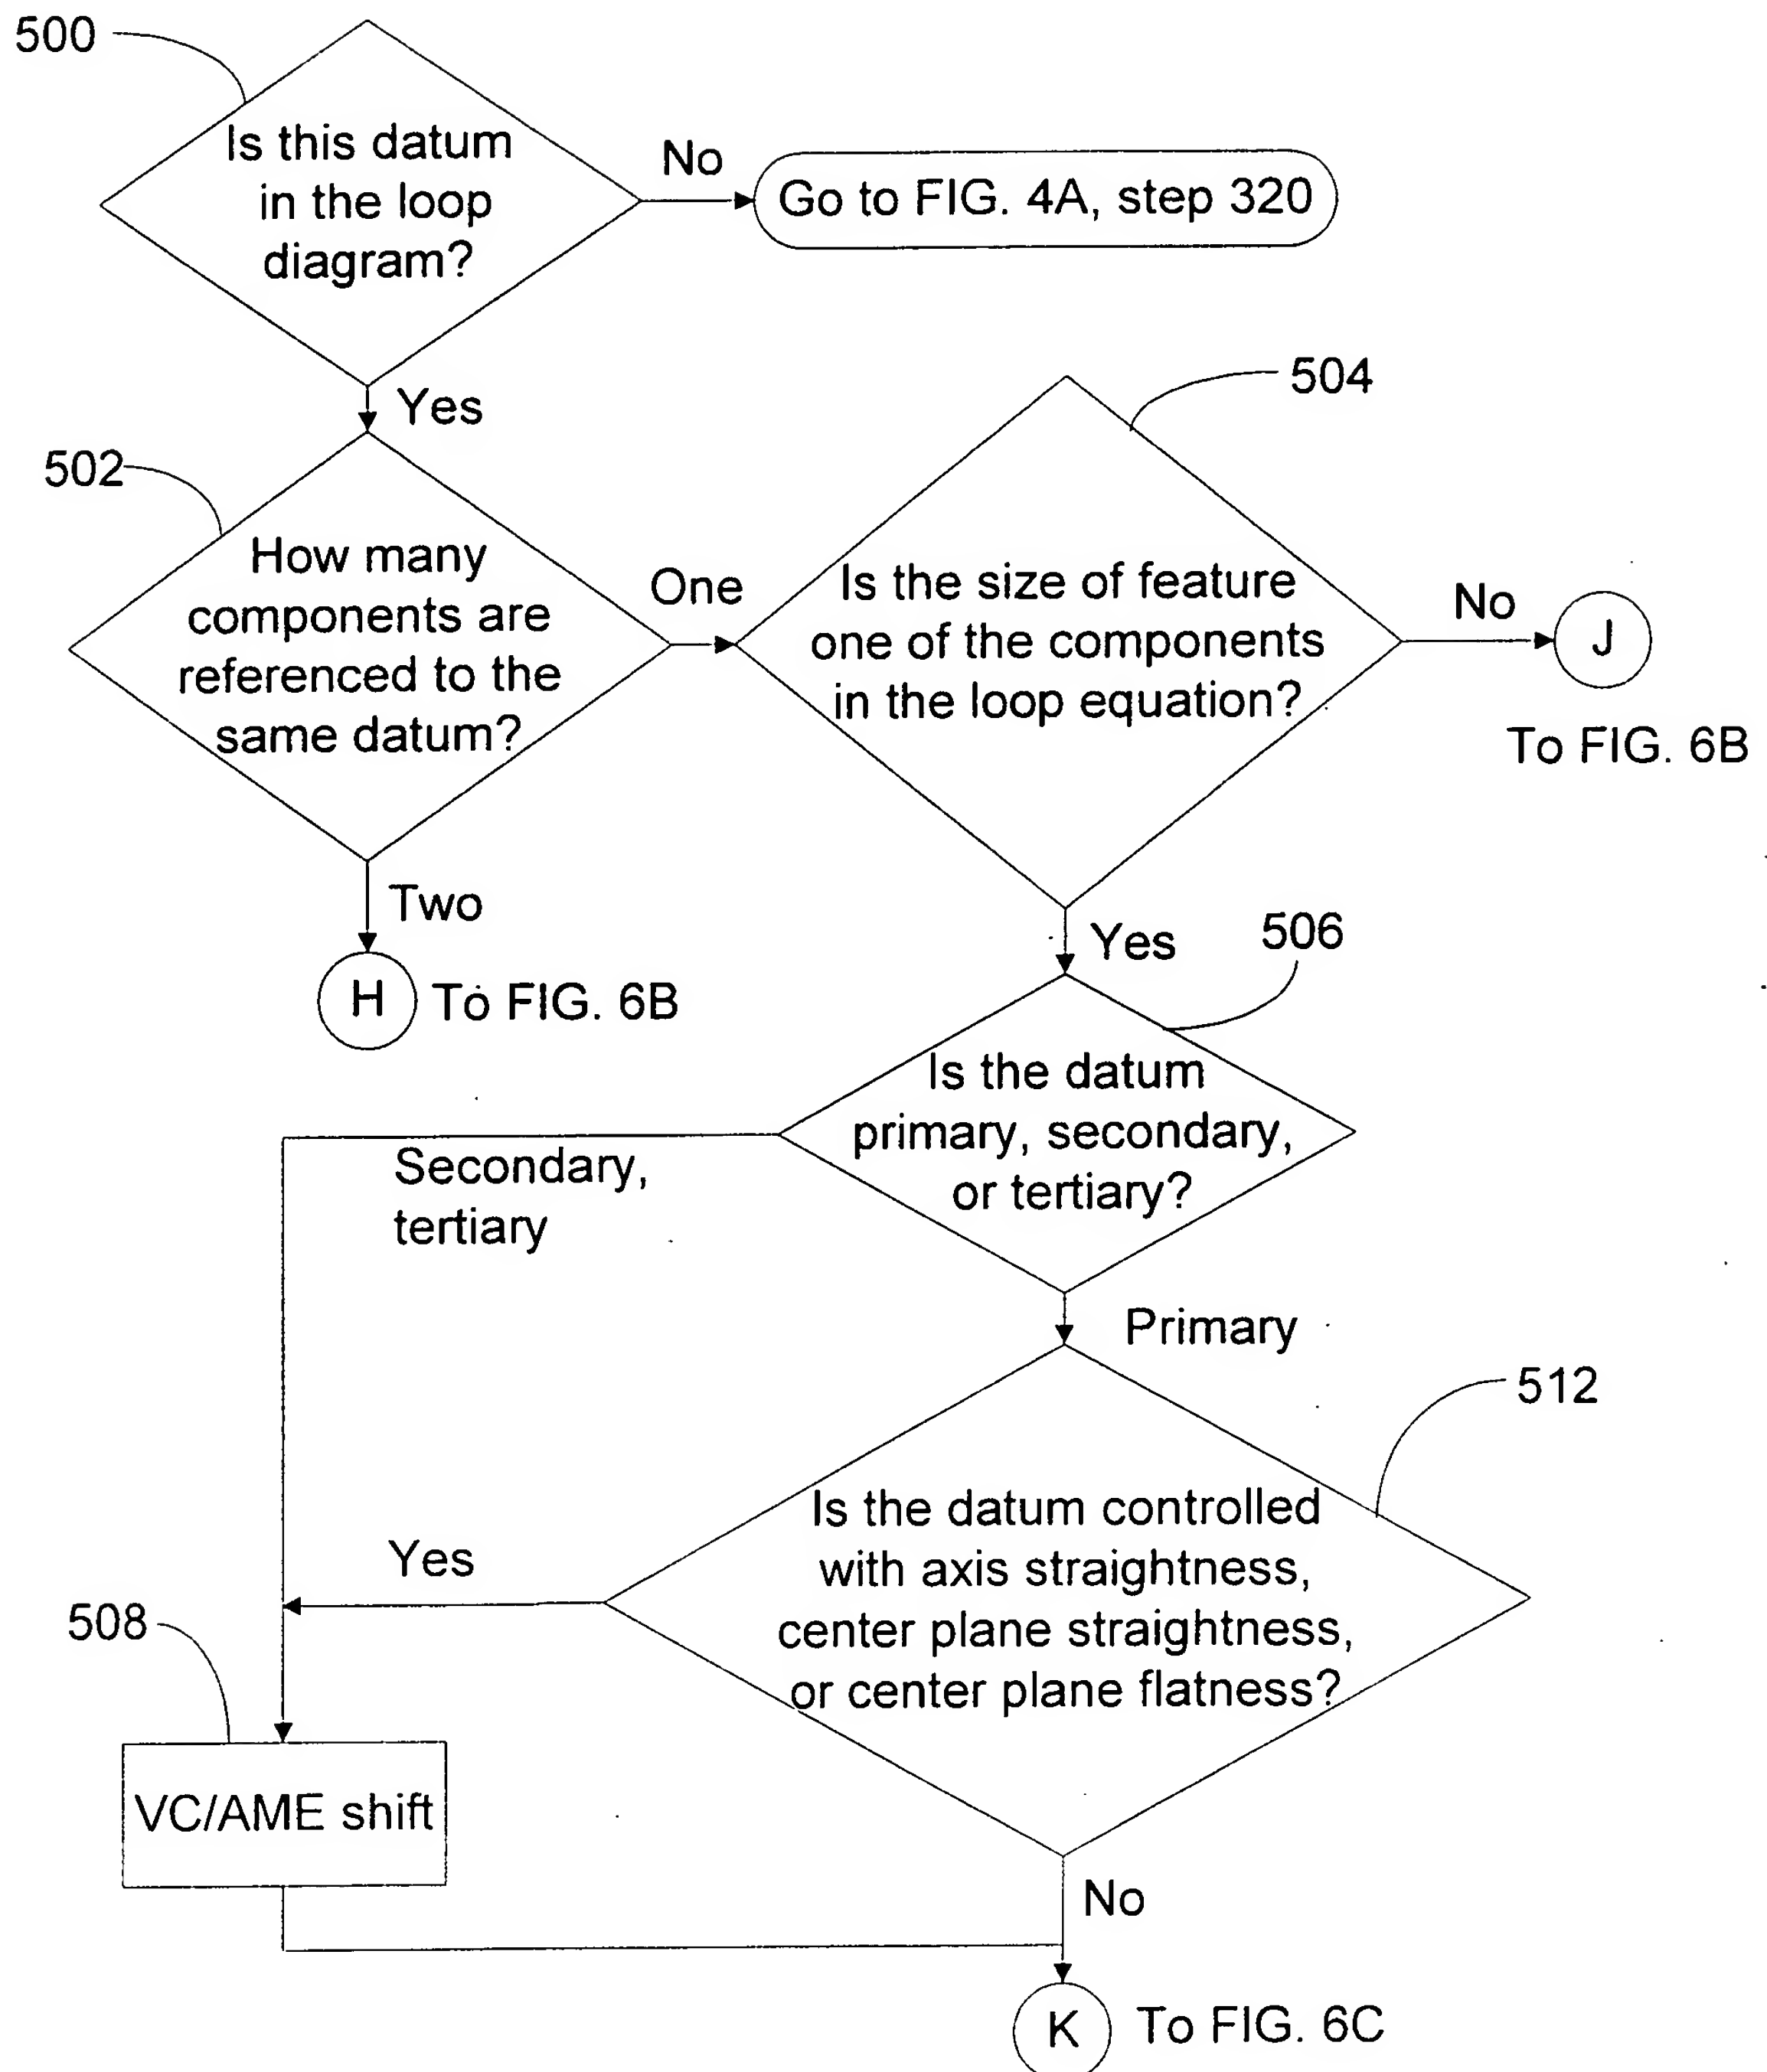 500
Is this datum
in the loop
diagram?
No
Go to FIG. 4A, step 320
Yes
502
How many
components are
referenced to the
same datum?
One
504
Is the size of feature
one of the components
in the loop equation?
No
J
To FIG. 6B
Two
H
To FIG. 6B
Yes
506
Is the datum
primary, secondary,
or tertiary?
Secondary,
tertiary
Primary
512
Is the datum controlled
with axis straightness,
center plane straightness,
or center plane flatness?
Yes
508
VC/AME shift
No
K
To FIG. 6C